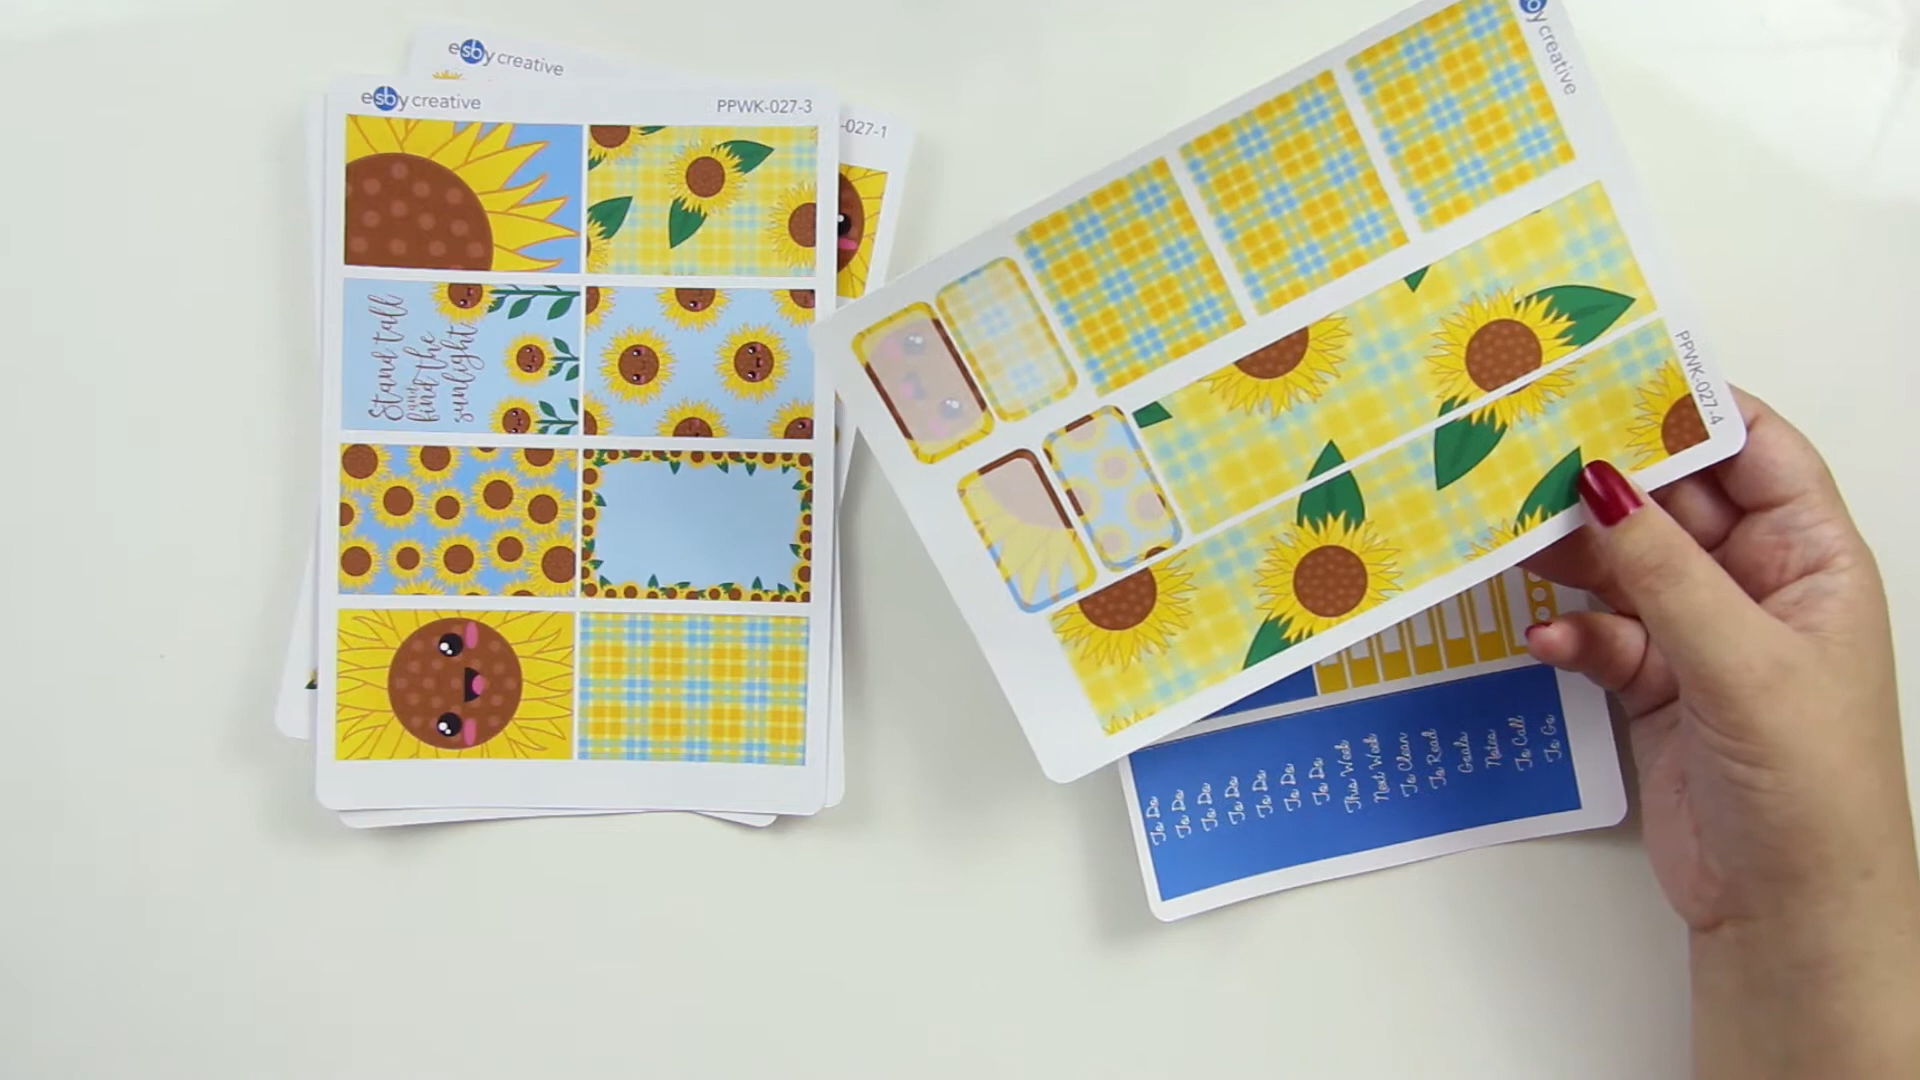 esby creative
esby creative
PPWK-027-3
-027-1
Stand tall
and
find the
sunlight
by creative
PPWK-027-4
To Do
To Do
To Do
To Do
To Do
To Do
To Do
This Week
Next Week
To Clean
To Read
Goals
Notes
To Call
To Go